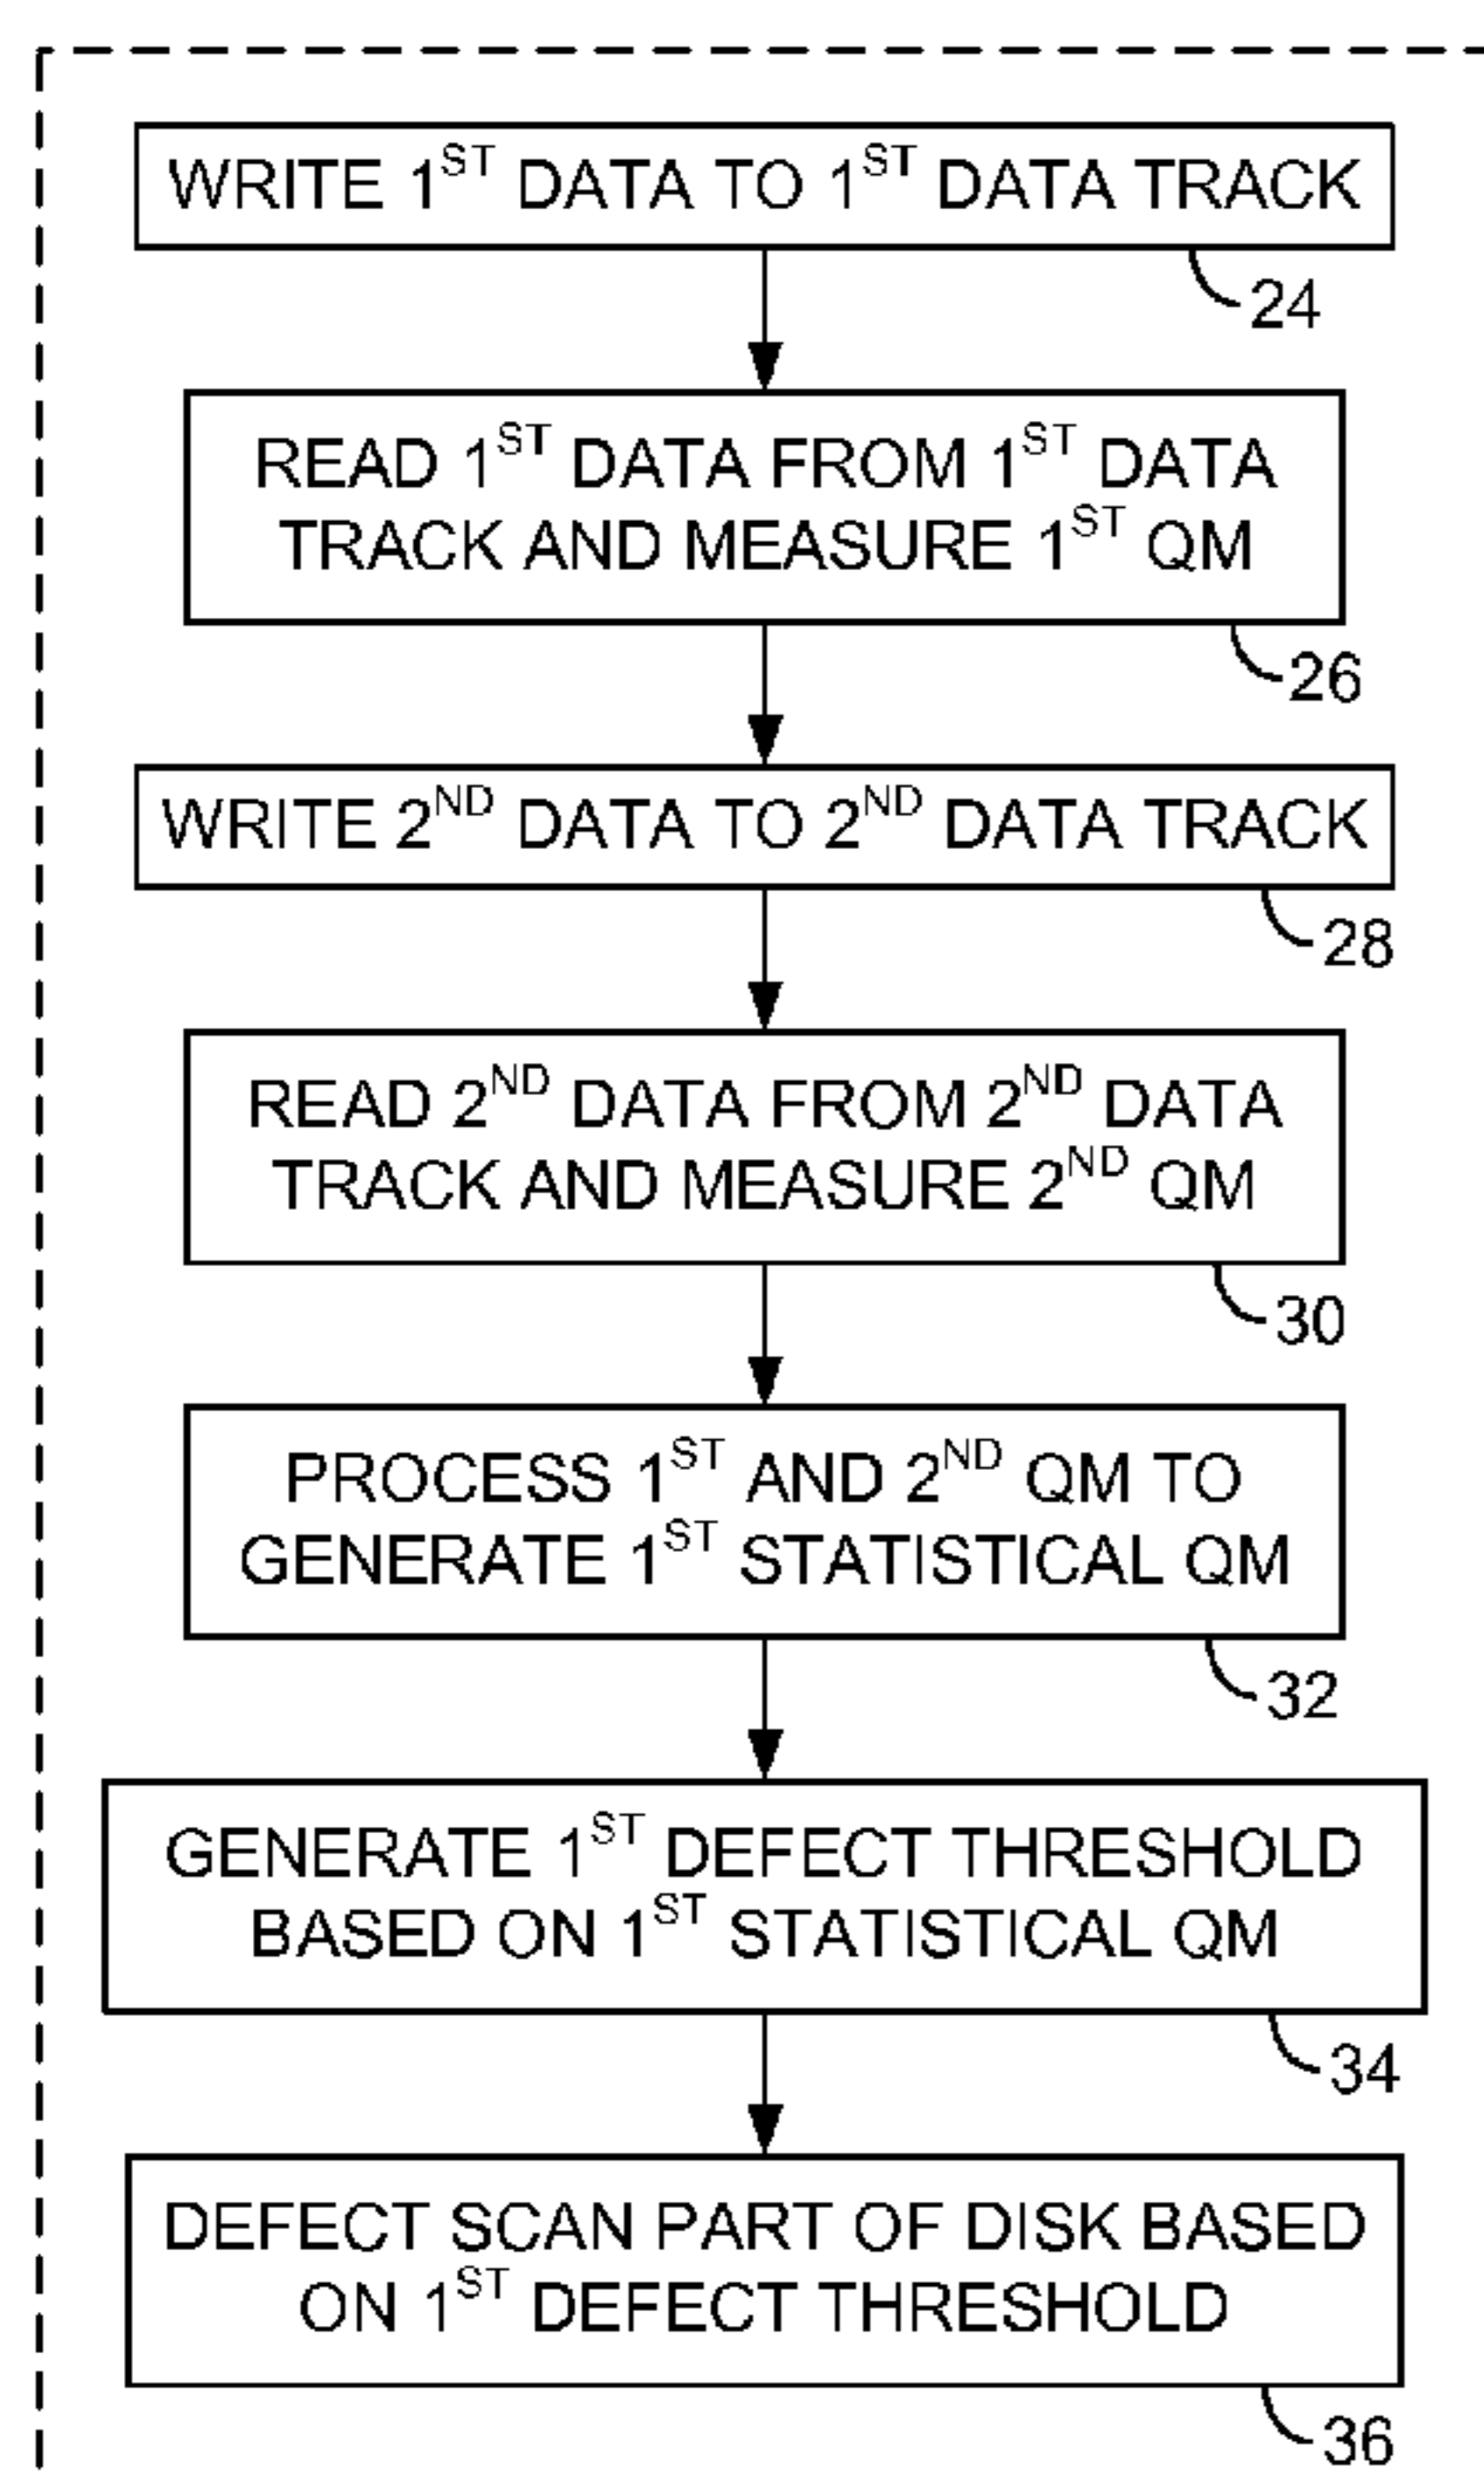 WRITE 1ST DATA TO 1ST DATA TRACK
24
READ 1ST DATA FROM 1ST DATA
TRACK AND MEASURE 1ST QM
26
WRITE 2ND DATA TO 2ND DATA TRACK
28
READ 2ND DATA FROM 2ND DATA
TRACK AND MEASURE 2ND QM
30
PROCESS 1ST AND 2ND QM TO
GENERATE 1ST STATISTICAL QM
32
GENERATE 1ST DEFECT THRESHOLD
BASED ON 1ST STATISTICAL QM
34
DEFECT SCAN PART OF DISK BASED
ON 1ST DEFECT THRESHOLD
36